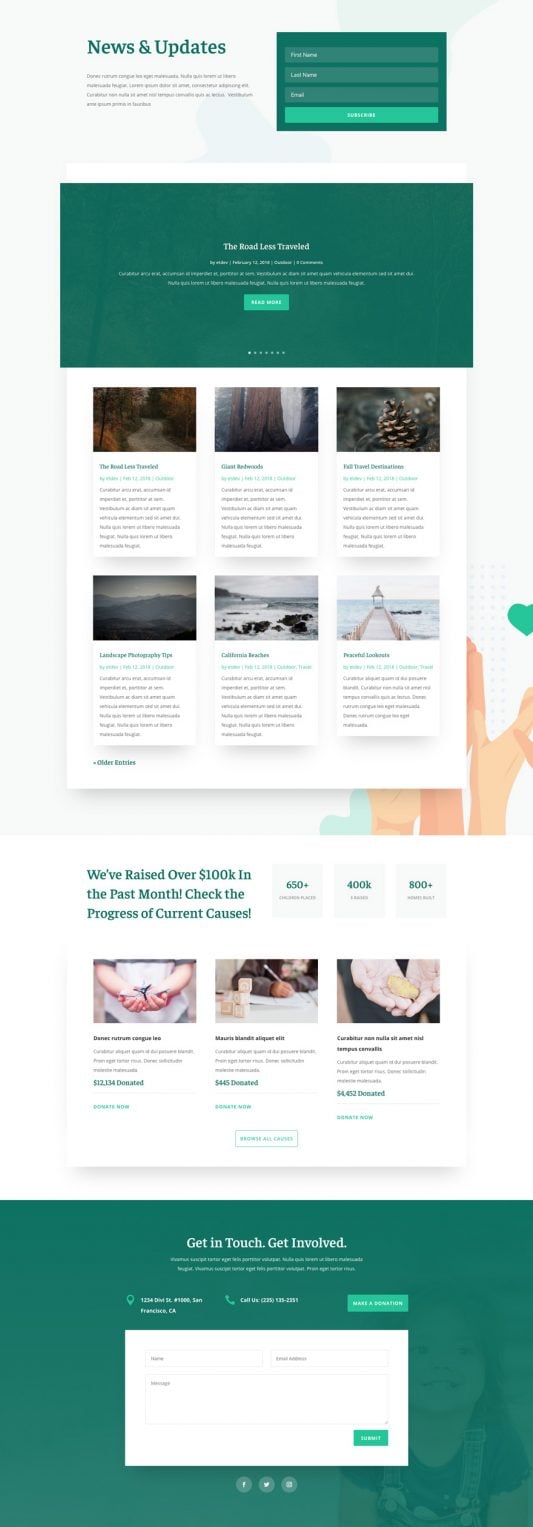 News & Updates
Donec rutrum congue leo eget malesuada. Nulla quis lorem ut libero
malesuada feugiat. Lorem ipsum dolor sit amet, consectetur adipiscing elit.
Curabitur non nulla sit amet nisl tempus convallis quis ac lectus. Vestibulum
ante ipsum primis in faucibus
First Name
Last Name
Email
SUBSCRIBE
The Road Less Traveled
by etdev | February 12, 2018 | Outdoor | 0 Comments
Curabitur arcu erat, accumsan id imperdiet et, porttitor at sem. Vestibulum ac diam sit amet quam vehicula elementum sed sit amet dui.
Nulla quis lorem ut libero malesuada feugiat. Nulla quis lorem ut libero malesuada feugiat.
READ MORE
The Road Less Traveled
by etdev | Feb 12, 2018 | Outdoor
Curabitur arcu erat, accumsan id
imperdiet et, porttitor at sem.
Vestibulum ac diam sit amet quam
vehicula elementum sed sit amet dui.
Nulla quis lorem ut libero malesuada
feugiat. Nulla quis lorem ut libero
malesuada feugiat.
Giant Redwoods
by etdev | Feb 12, 2018 | Outdoor
Curabitur arcu erat, accumsan id
imperdiet et, porttitor at sem.
Vestibulum ac diam sit amet quam
vehicula elementum sed sit amet dui.
Nulla quis lorem ut libero malesuada
feugiat. Nulla quis lorem ut libero
malesuada feugiat.
Fall Travel Destinations
by etdev | Feb 12, 2018 | Outdoor
Curabitur arcu erat, accumsan id
imperdiet et, porttitor at sem.
Vestibulum ac diam sit amet quam
vehicula elementum sed sit amet dui.
Nulla quis lorem ut libero malesuada
feugiat. Nulla quis lorem ut libero
malesuada feugiat.
Landscape Photography Tips
by etdev | Feb 12, 2018 | Outdoor
Curabitur arcu erat, accumsan id
imperdiet et, porttitor at sem.
Vestibulum ac diam sit amet quam
vehicula elementum sed sit amet dui.
Nulla quis lorem ut libero malesuada
feugiat. Nulla quis lorem ut libero
malesuada feugiat.
California Beaches
by etdev | Feb 12, 2018 | Outdoor, Travel
Curabitur arcu erat, accumsan id
imperdiet et, porttitor at sem.
Vestibulum ac diam sit amet quam
vehicula elementum sed sit amet dui.
Nulla quis lorem ut libero malesuada
feugiat. Nulla quis lorem ut libero
malesuada feugiat.
Peaceful Lookouts
by etdev | Feb 12, 2018 | Outdoor, Travel
Curabitur aliquet quam id dui posuere
blandit. Curabitur non nulla sit amet nisl
tempus convallis quis ac lectus. Donec
rutrum congue leo eget malesuada.
Donec rutrum congue leo eget
malesuada.
« Older Entries
We've Raised Over $100k In
the Past Month! Check the
Progress of Current Causes!
650+
CHILDREN PLACED
400k
$ RAISED
800+
HOMES BUILT
Donec rutrum congue leo
Curabitur aliquet quam id dui posuere blandit.
Proin eget tortor risus. Donec sollicitudin
molestie malesuada.
$12,134 Donated
DONATE NOW
Mauris blandit aliquet elit
Curabitur aliquet quam id dui posuere blandit.
Proin eget tortor risus. Donec sollicitudin
molestie malesuada.
$445 Donated
DONATE NOW
Curabitur non nulla sit amet nisl
tempus convallis
Curabitur aliquet quam id dui posuere blandit.
Proin eget tortor risus. Donec sollicitudin
molestie malesuada.
$4,452 Donated
DONATE NOW
BROWSE ALL CAUSES
Get in Touch. Get Involved.
Vivamus suscipit tortor eget felis porttitor volutpat. Nulla quis lorem ut libero malesuada
feugiat. Vivamus suscipit tortor eget felis porttitor volutpat. Proin eget tortor risus.
1234 Divi St. #1000, San
Francisco, CA
Call Us: (235) 135-2351
MAKE A DONATION
Name
Email Address
Message
SUBMIT